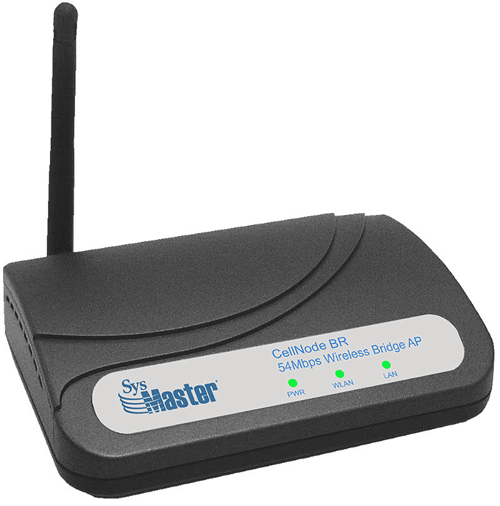 CellNode BR
54Mbps Wireless Bridge AP
Sys
Master
PWR WLAN LAN